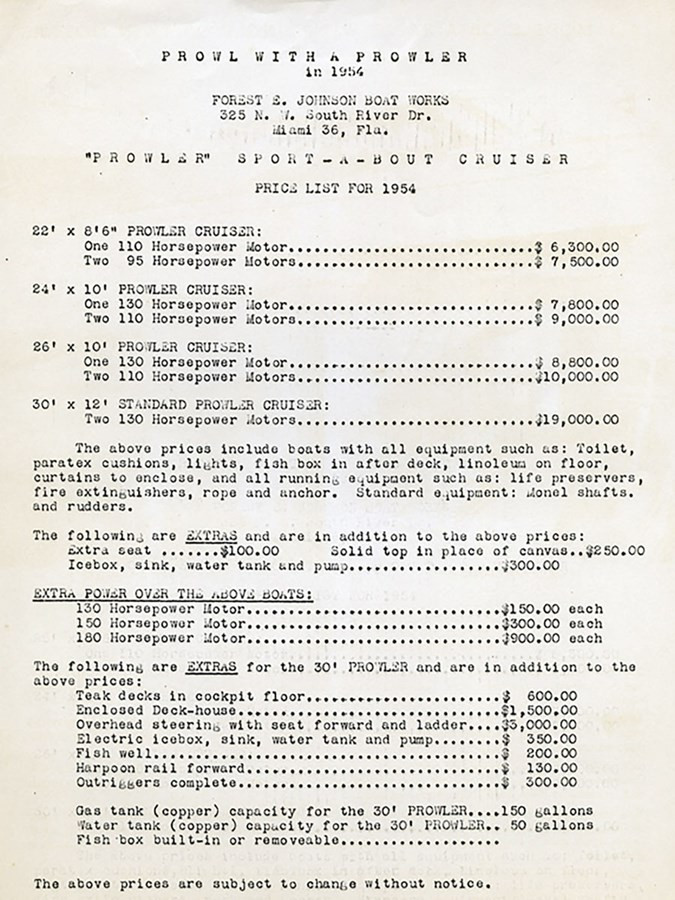 PROWL WITH A PROWLER
in 1954
FOREST E. JOHNSON BOAT WORKS
325 N. W. South River Dr.
Miami 36, Fla.
"PROWLER" SPORT-A-BOUT CRUISER
PRICE LIST FOR 1954
22' x 8'6" PROWLER CRUISER:
One 110 Horsepower Motor..............................$ 6,300.00
Two 95 Horsepower Motors.............................$ 7,500.00
24' x 10' PROWLER CRUISER:
One 130 Horsepower Motor..............................$ 7,800.00
Two 110 Horsepower Motors.............................$ 9,000.00
26' x 10' PROWLER CRUISER:
One 130 Horsepower Motor..............................$ 8,800.00
Two 110 Horsepower Motors.............................$10,000.00
30' x 12' STANDARD PROWLER CRUISER:
Two 130 Horsepower Motors.............................$19,000.00
The above prices include boats with all equipment such as: Toilet,
paratex cushions, lights, fish box in after deck, linoleum on floor,
curtains to enclose, and all running equipment such as: life preservers,
fire extinguishers, rope and anchor. Standard equipment: Monel shafts.
and rudders.
The following are EXTRAS and are in addition to the above prices:
Extra seat .......$100.00 Solid top in place of canvas..$250.00
Icebox, sink, water tank and pump..................$300.00
EXTRA POWER OVER THE ABOVE BOATS:
130 Horsepower Motor..............................$150.00 each
150 Horsepower Motor..............................$300.00 each
180 Horsepower Motor..............................$900.00 each
The following are EXTRAS for the 30' PROWLER and are in addition to the
above prices:
Teak decks in cockpit floor.......................$ 600.00
Enclosed Deck-house...............................$1,500.00
Overhead steering with seat forward and ladder....$3,000.00
Electric icebox, sink, water tank and pump........$ 350.00
Fish well.........................................$ 200.00
Harpoon rail forward..............................$ 130.00
Outriggers complete...............................$ 300.00
Gas tank (copper) capacity for the 30' PROWLER....150 gallons
Water tank (copper) capacity for the 30' PROWLER.. 50 gallons
Fish box built-in or removeable...................
The above prices are subject to change without notice.